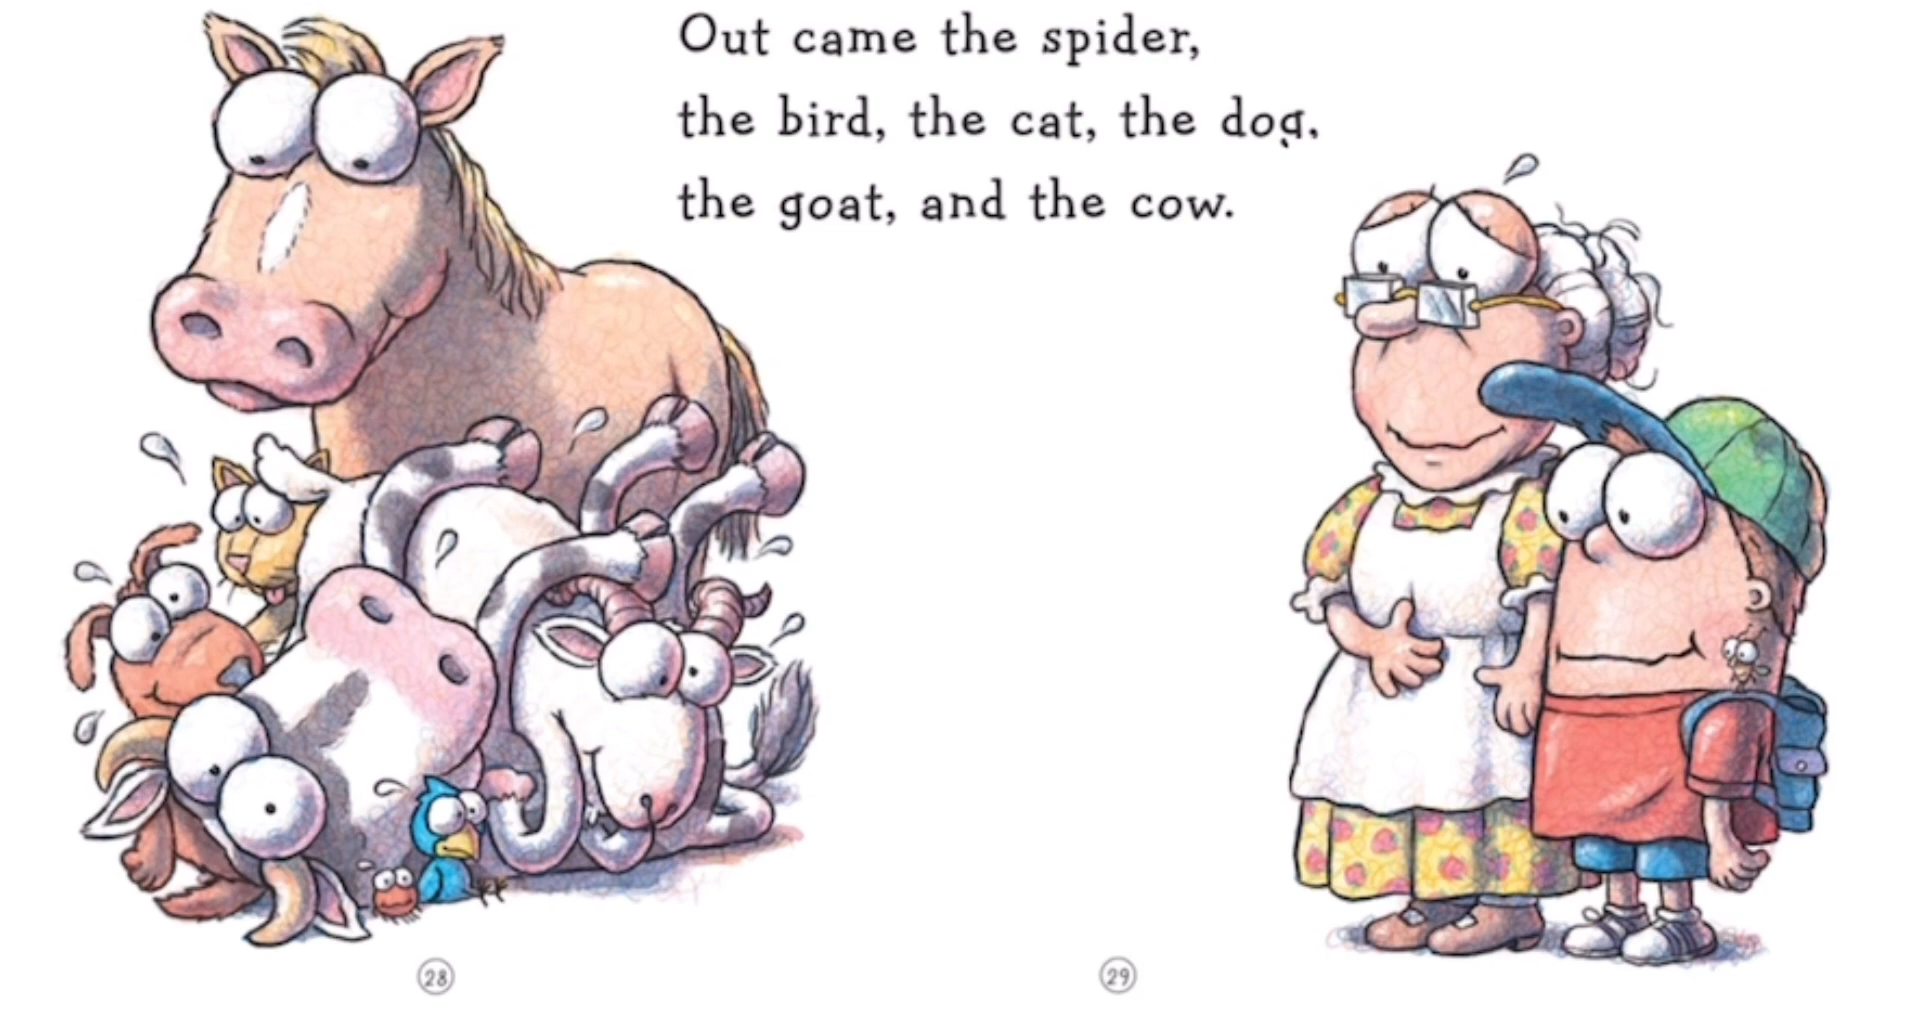 Out came the spider,
the bird, the cat, the dog,
the goat, and the cow.
28
29